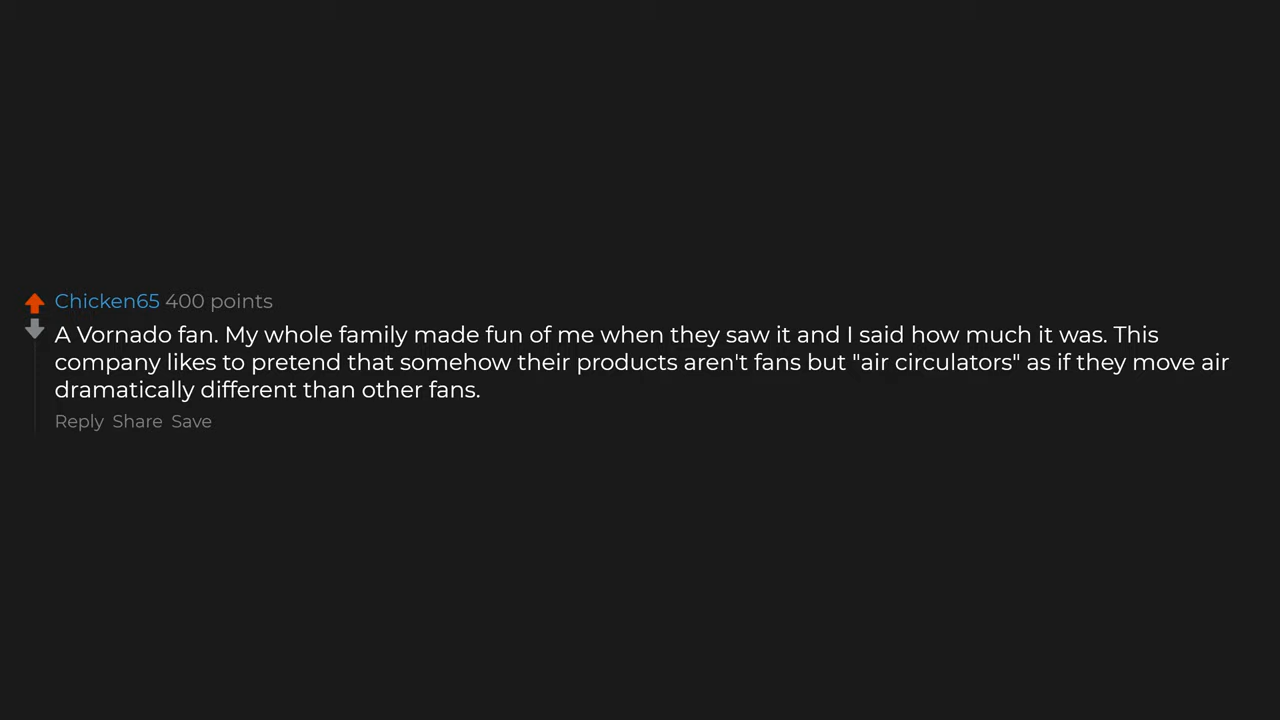 Chicken65 400 points
A Vornado fan. My whole family made fun of me when they saw it and I said how much it was. This
company likes to pretend that somehow their products aren't fans but "air circulators" as if they move air
dramatically different than other fans.
Reply Share Save